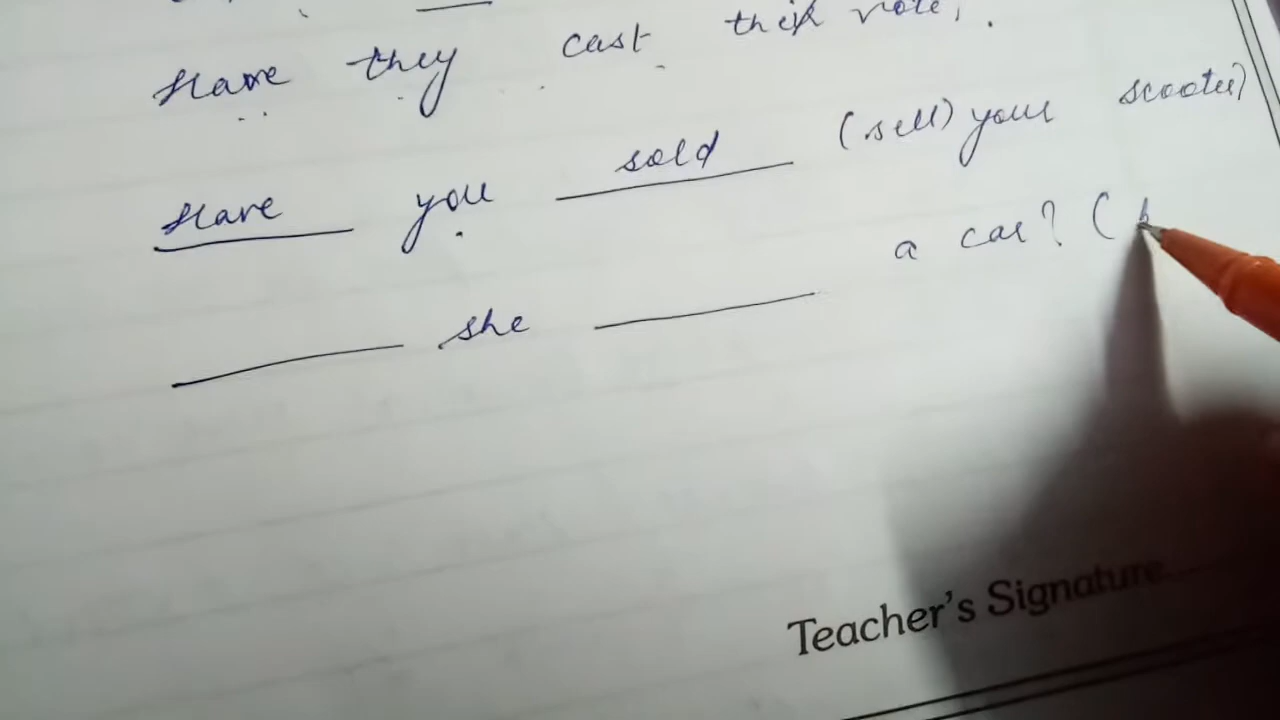 Have they cast their vote.
Have you sold (sell) your scooter)
she a car? (
Teacher's Signature